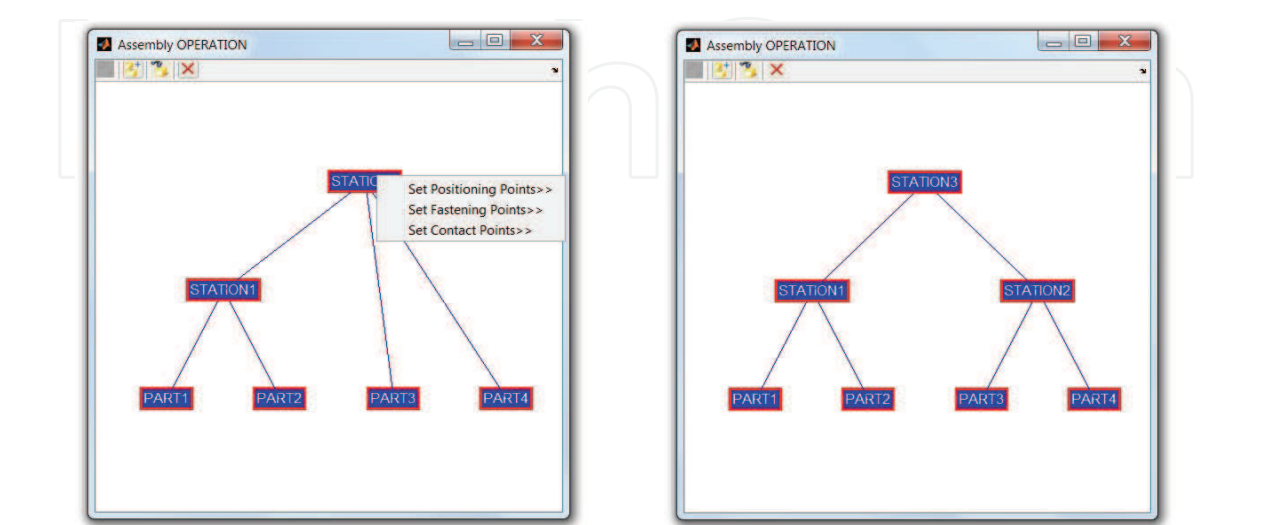 Assembly OPERATION
Set Positioning Points>>
Set Fastening Points>>
Set Contact Points>>
STATION1
PART1 PART2 PART3 PART4
Assembly OPERATION
STATION3
STATION1 STATION2
PART1 PART2 PART3 PART4